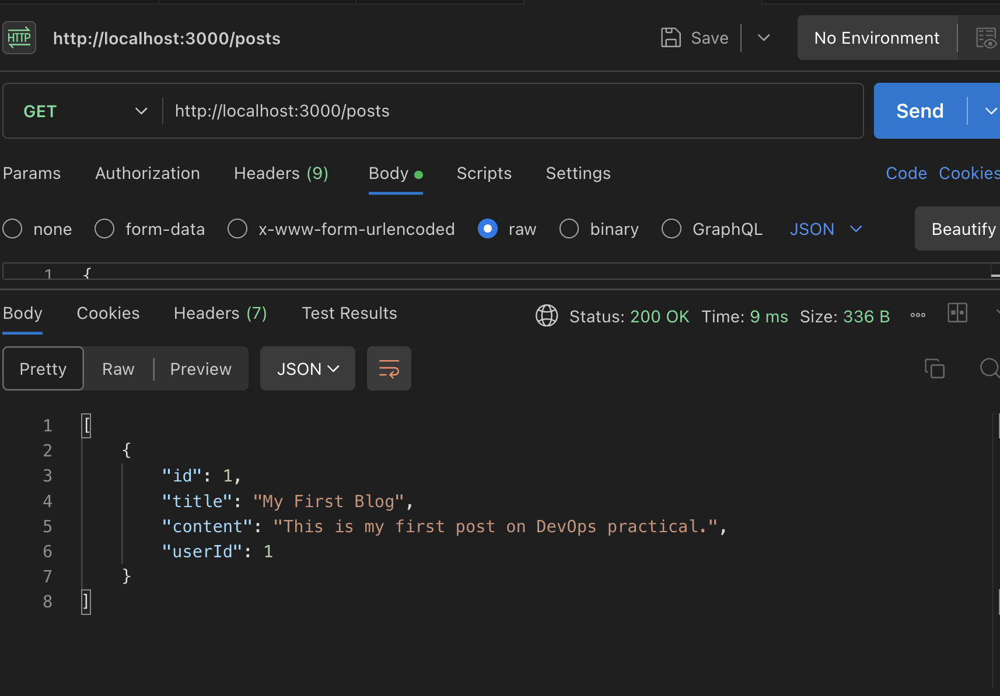 HTTP http://localhost:3000/posts Save No Environment
GET http://localhost:3000/posts Send
Params Authorization Headers (9) Body Scripts Settings Code Cookies
none form-data x-www-form-urlencoded raw binary GraphQL JSON Beautify
1 {
Body Cookies Headers (7) Test Results Status: 200 OK Time: 9 ms Size: 336 B
Pretty Raw Preview JSON
1 [
2 {
3 "id": 1,
4 "title": "My First Blog",
5 "content": "This is my first post on DevOps practical.",
6 "userId": 1
7 }
8 ]